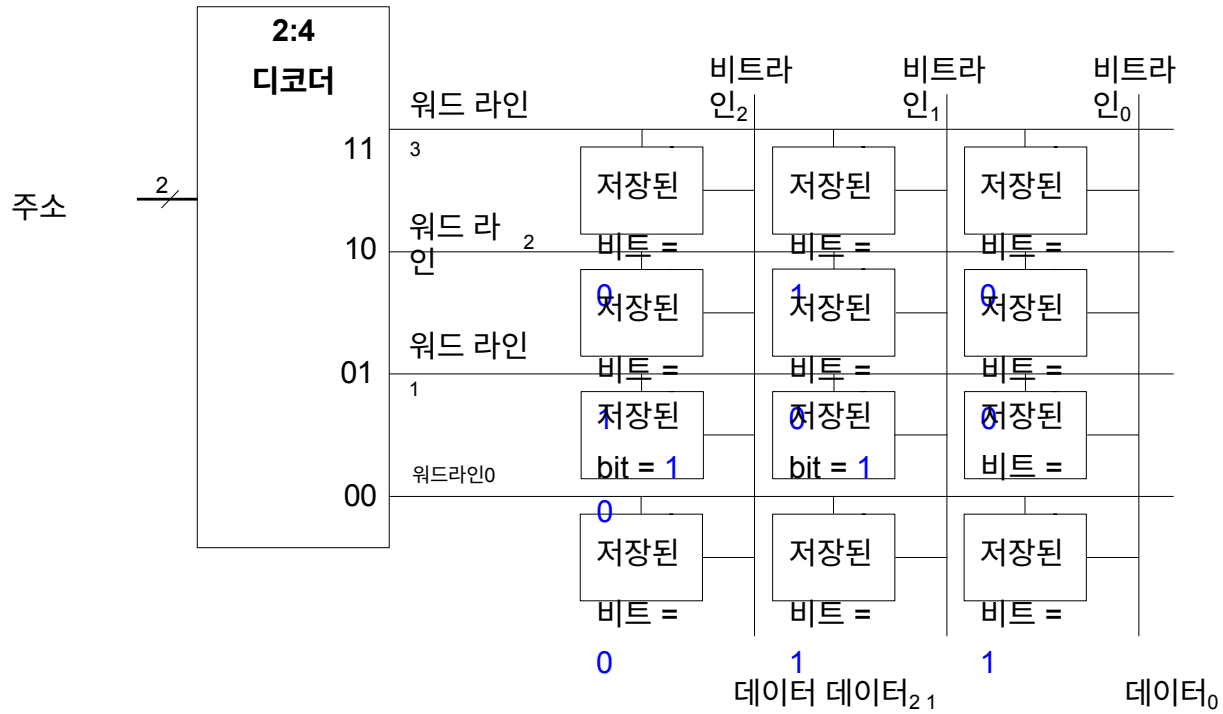 2:4
디코더
비트라
인2
비트라
인1
비트라
인0
워드 라인
3
11
저장된
저장된
저장된
주소
2
워드 라
인 2
10
비트 =
비트 =
비트 =
0
1
0
저장된
저장된
저장된
워드 라인
1
01
비트 =
비트 =
비트 =
1
0
0
저장된
저장된
저장된
bit = 1
bit = 1
비트 =
0
워드라인0
00
저장된
저장된
저장된
비트 =
비트 =
비트 =
0
1
1
데이터 데이터2 1
데이터0